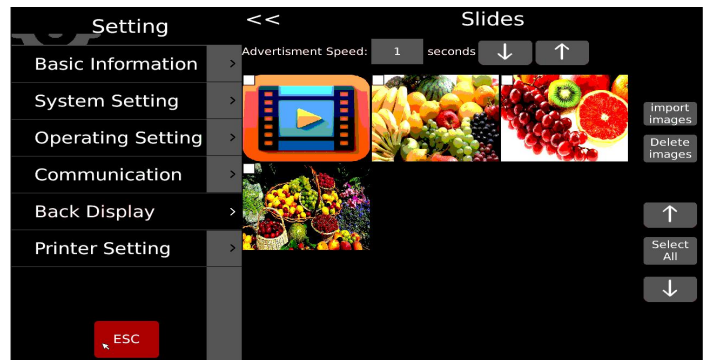 Setting
<< Slides
Advertisment Speed: 1 seconds ↓ ↑
Basic Information >
System Setting >
Operating Setting >
Communication >
Back Display >
Printer Setting >
import
images
Delete
images
↑
Select
All
↓
ESC